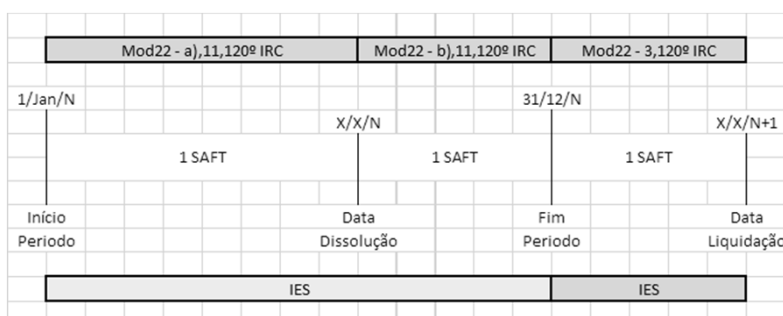 Mod22 - a),11,120º IRC
Mod22 - b),11,120º IRC
Mod22 - 3,120º IRC
1/Jan/N
31/12/N
X/X/N
X/X/N+1
1 SAFT
1 SAFT
1 SAFT
Início
Periodo
Data
Dissolução
Fim
Periodo
Data
Liquidação
IES
IES